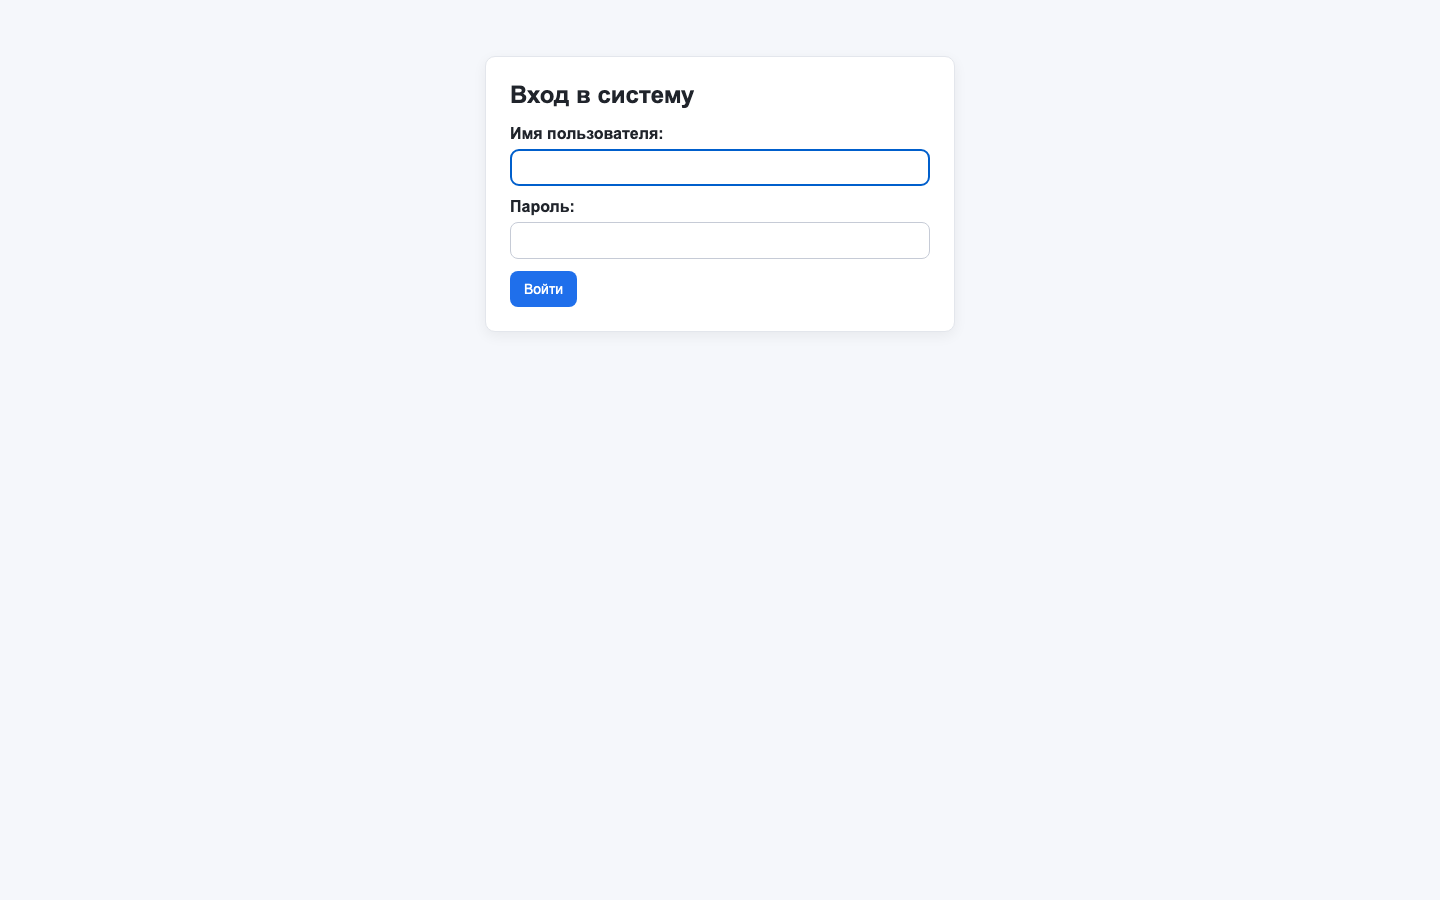 Вход в систему
Имя пользователя:
Пароль:
Войти